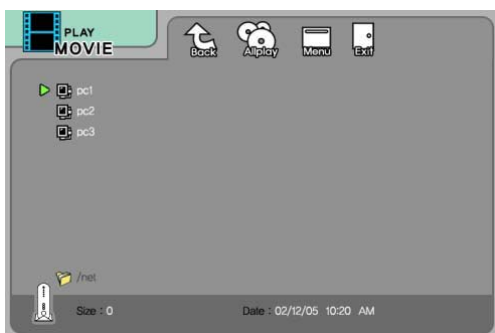 PLAY
MOVIE
Back Allplay Menu Exit
pc1
pc2
pc3
/net
Size : 0 Date : 02/12/05 10:20 AM